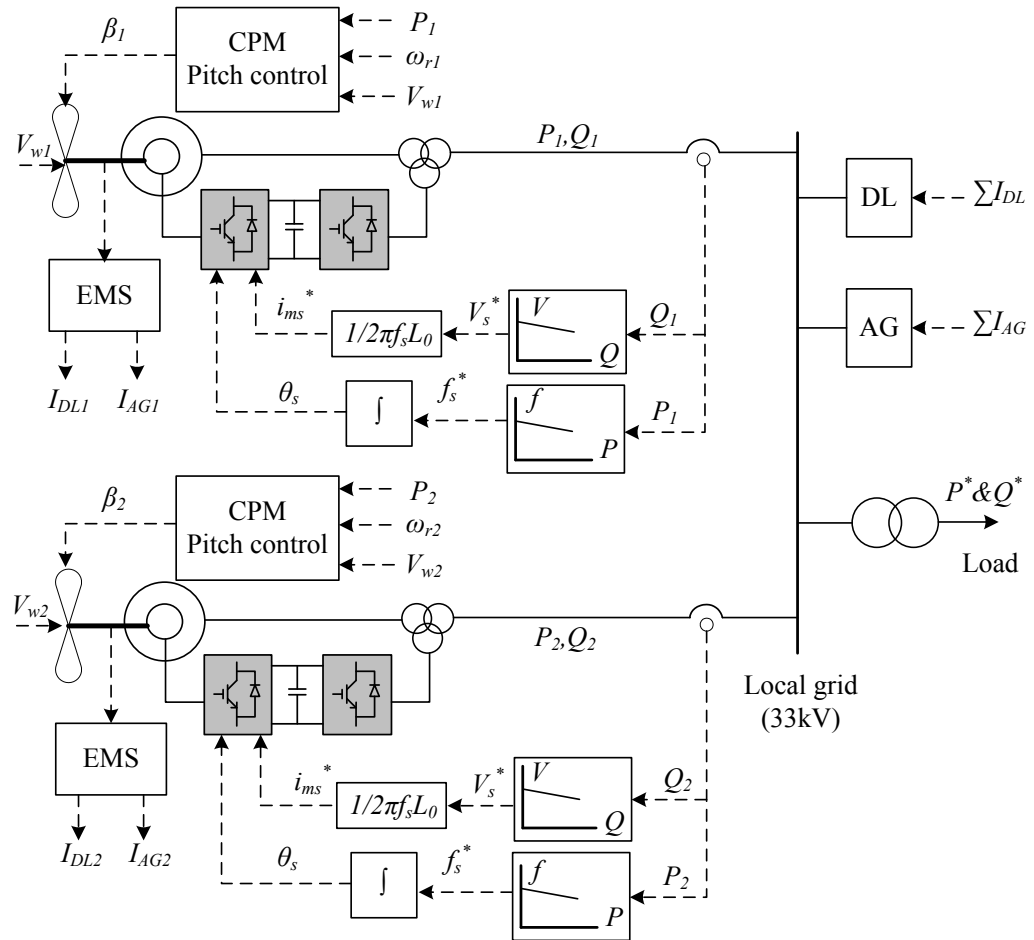 β1
CPM
Pitch control
P1
ωr1
Vw1
Vw1
P1,Q1
EMS
IDL1
IAG1
ims*
1/2πfsL0
Vs*
V
Q
Q1
θs
∫
fs*
f
P
P1
DL
∑IDL
AG
∑IAG
P*&Q*
Load
Local grid
(33kV)
β2
CPM
Pitch control
P2
ωr2
Vw2
Vw2
P2,Q2
EMS
IDL2
IAG2
ims*
1/2πfsL0
Vs*
V
Q
Q2
θs
∫
fs*
f
P
P2